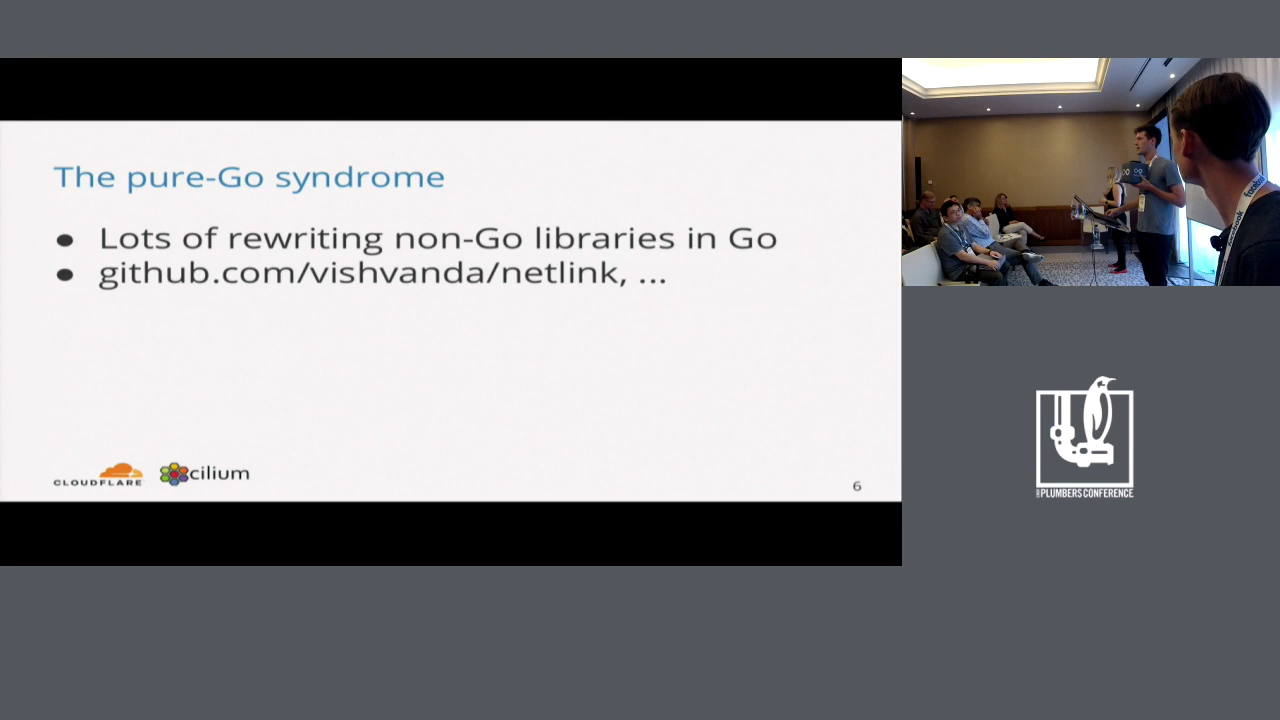 The pure-Go syndrome
● Lots of rewriting non-Go libraries in Go
● github.com/vishvanda/netlink, ...
CLOUDFLARE
cilium
6
PLUMBERS CONFERENCE
facebook